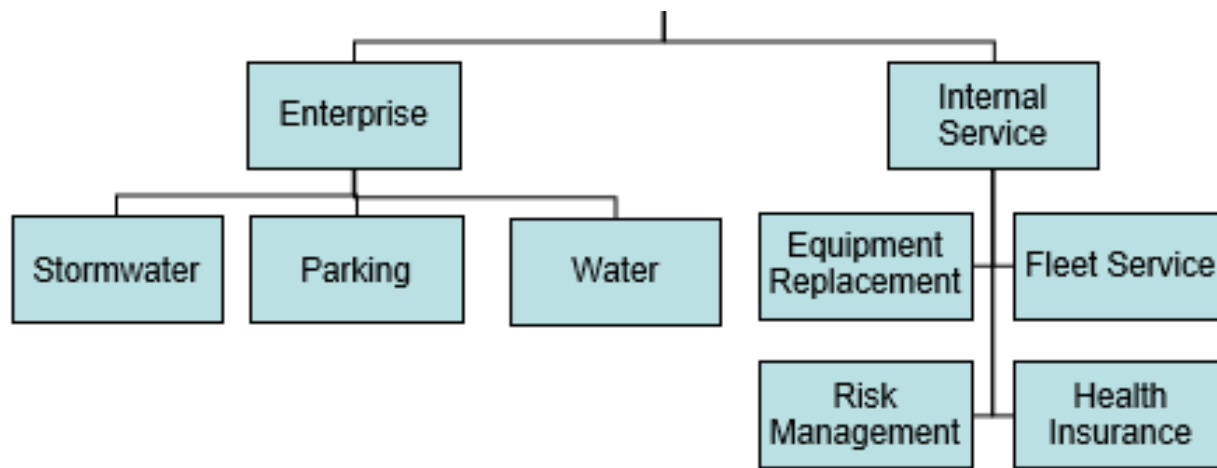 Enterprise
Internal
Service
Stormwater
Parking
Water
Equipment
Replacement
Fleet Service
Risk
Management
Health
Insurance